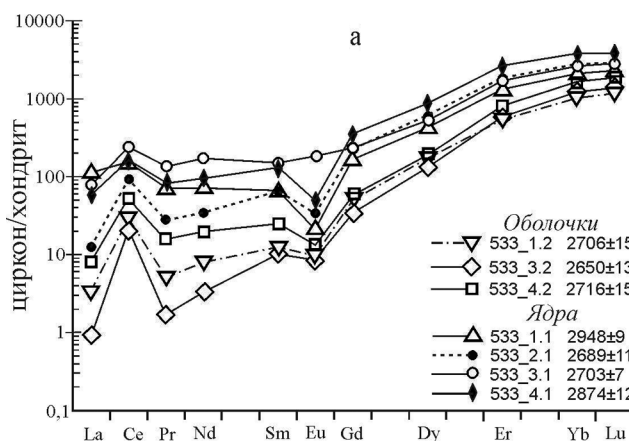 а
10000
1000
100
10
1
0,1
циркон/хондрит
Оболочки
533_1.2 2706±15
533_3.2 2650±13
533_4.2 2716±15
Ядра
533_1.1 2948±9
533_2.1 2689±11
533_3.1 2703±7
533_4.1 2874±12
La Ce Pr Nd Sm Eu Gd Dy Er Yb Lu